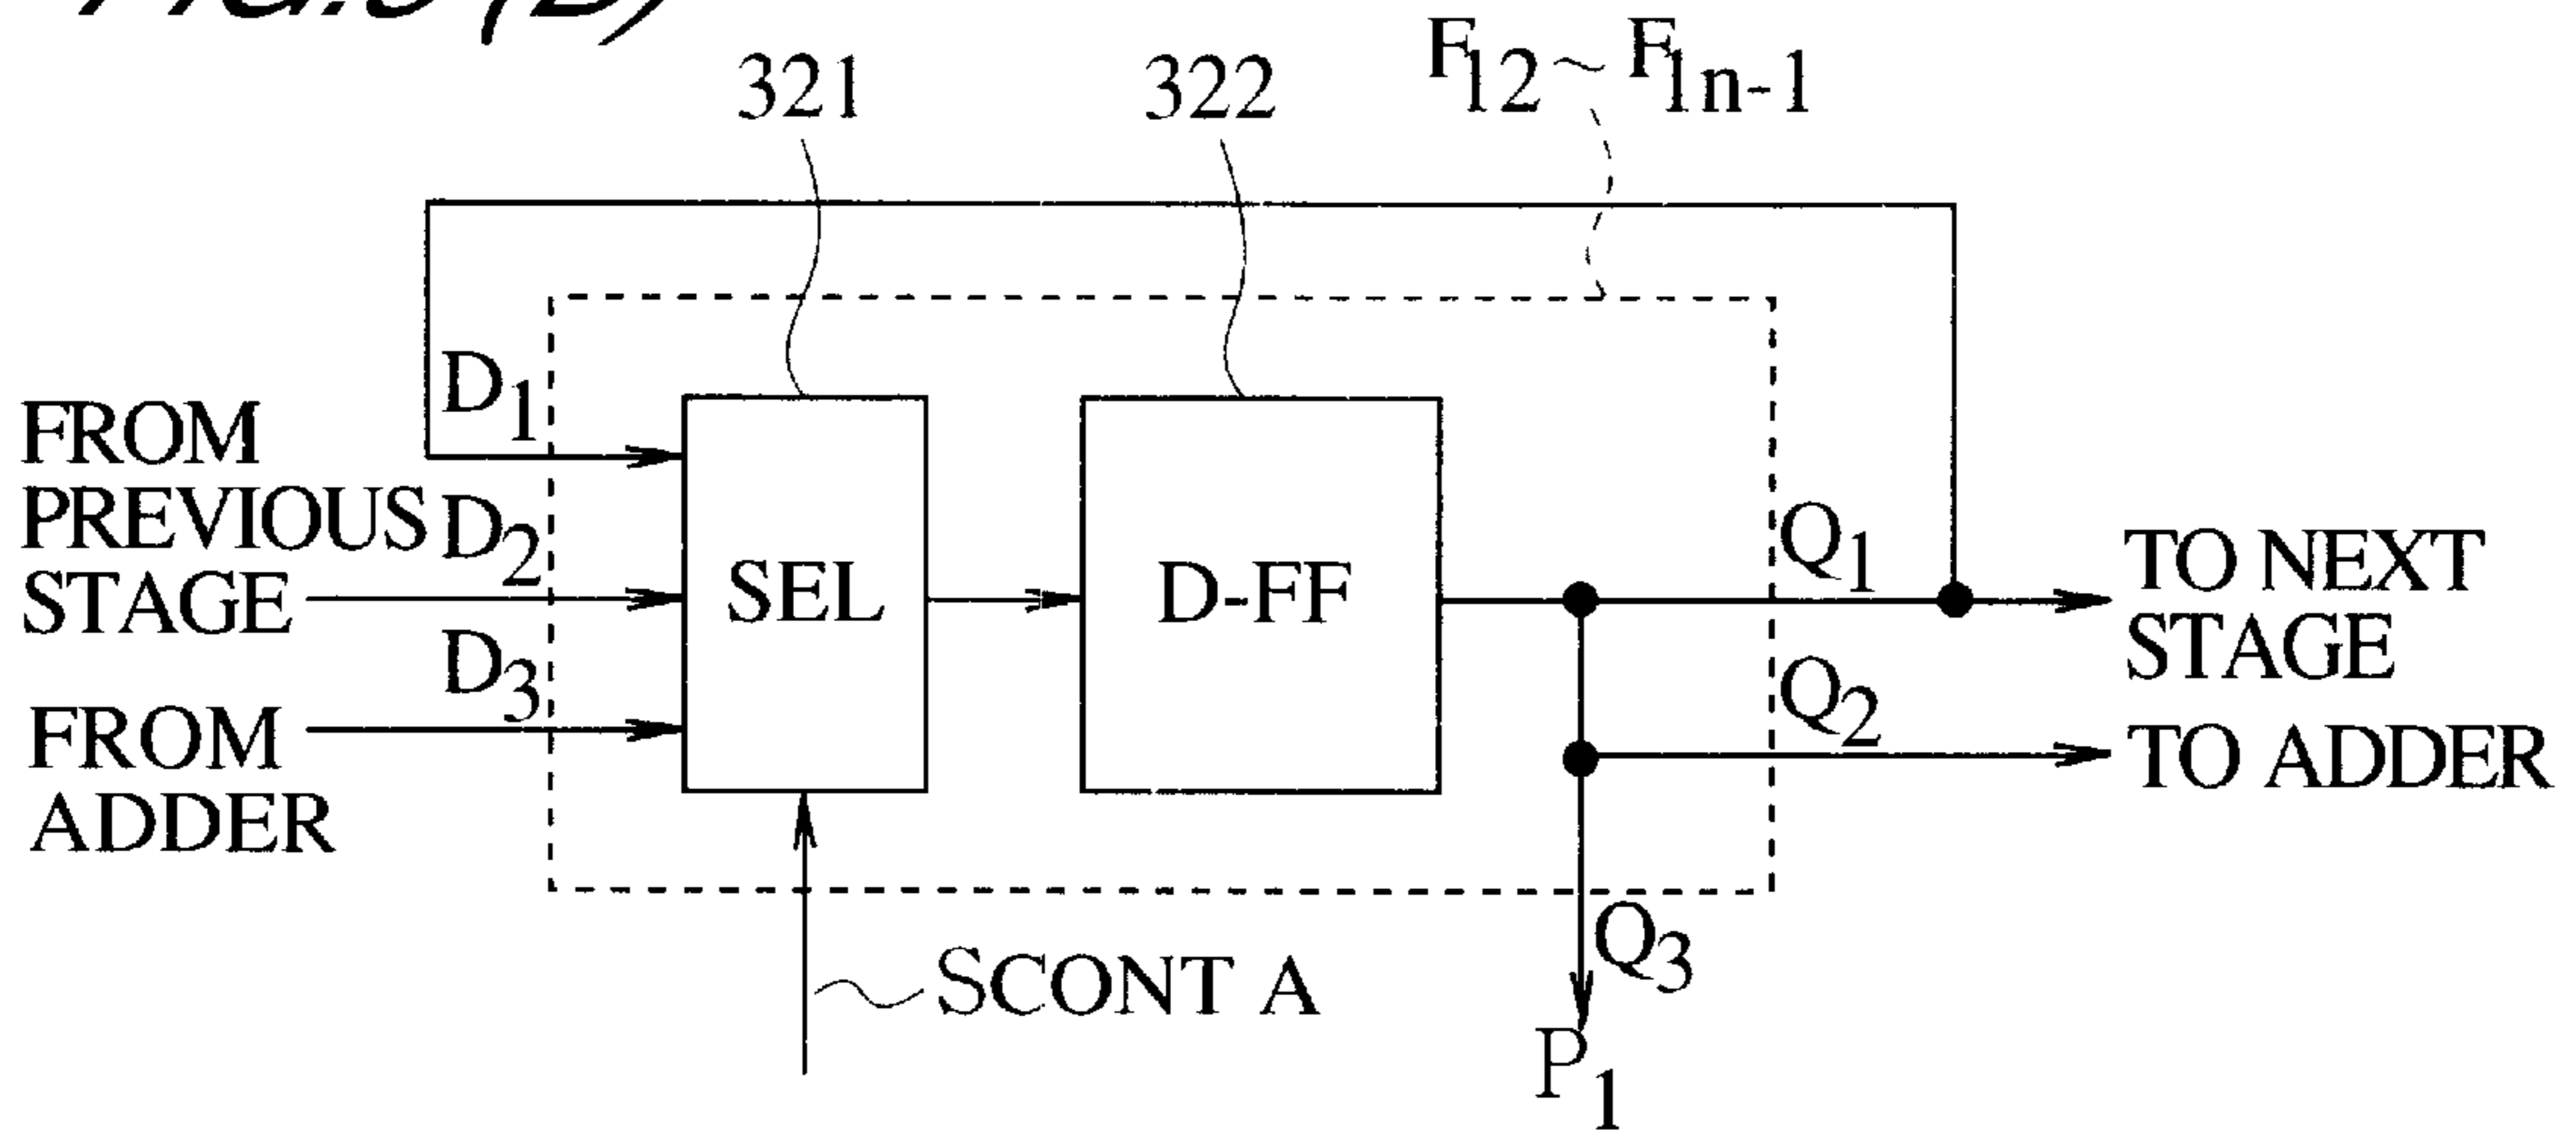 321
322
F12~F1n-1
D1
FROM
PREVIOUS
STAGE
D2
D3
FROM
ADDER
SEL
D-FF
Q1
TO NEXT
STAGE
Q2
TO ADDER
SCONT A
Q3
P1